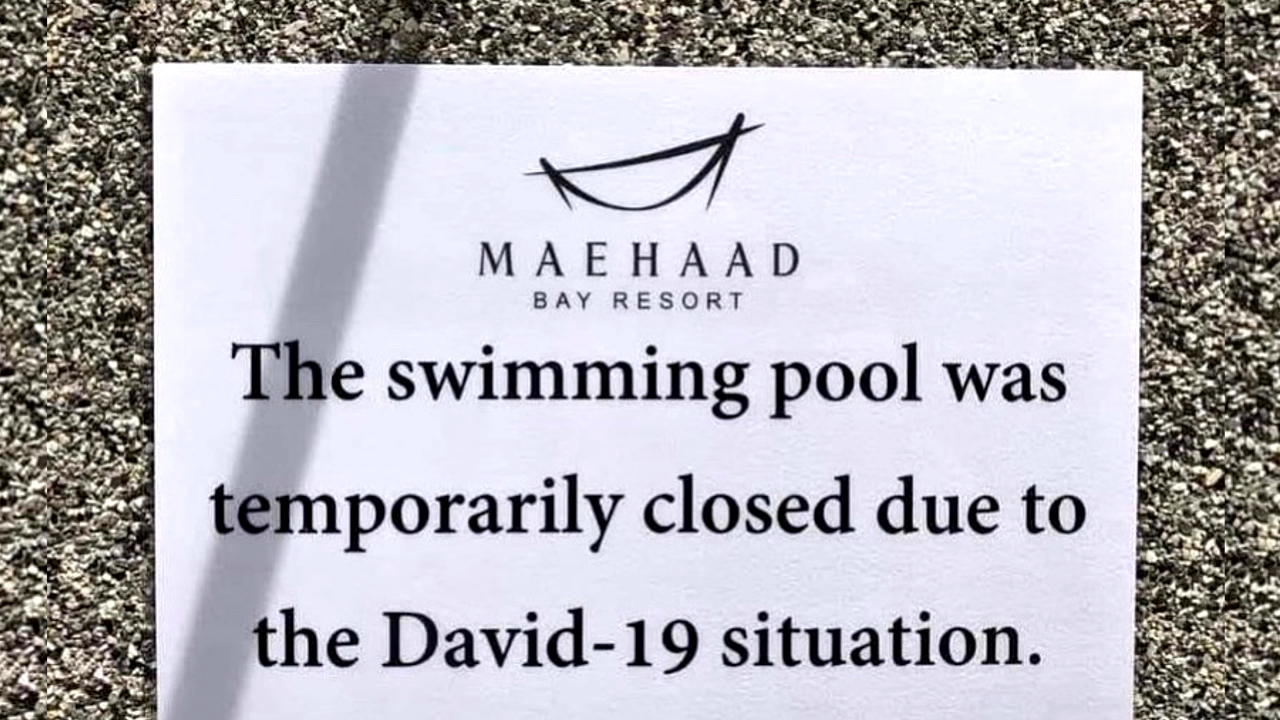 MAEHAAD
BAY RESORT
The swimming pool was
temporarily closed due to
the David-19 situation.